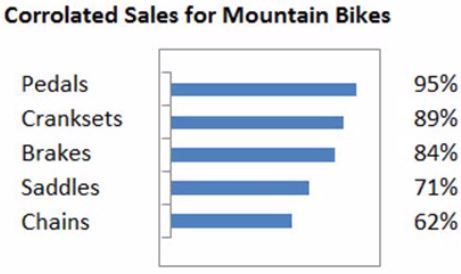 Corrolated Sales for Mountain Bikes
Pedals 95%
Cranksets 89%
Brakes 84%
Saddles 71%
Chains 62%